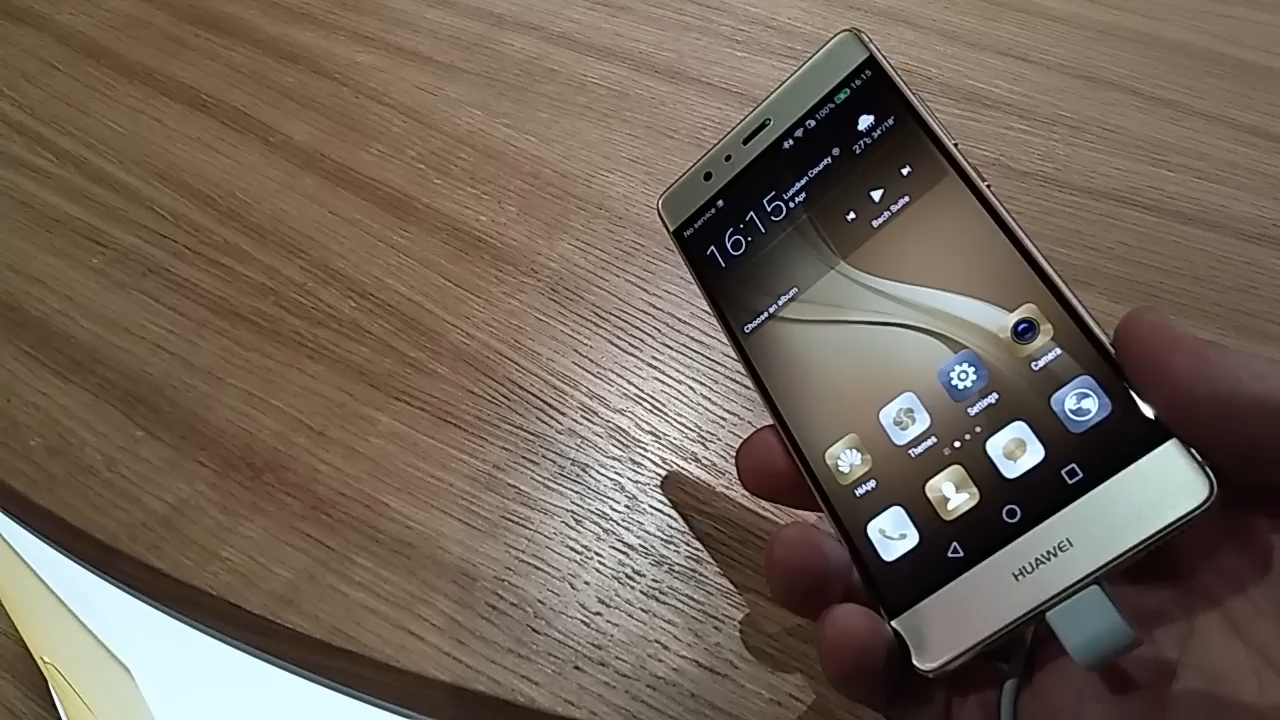 No service
100% 16:15
16:15
Luodian County
6 Apr
27°c 34°/18°
Bach Suite
Choose an album
HiApp
Themes
Settings
Camera
HUAWEI